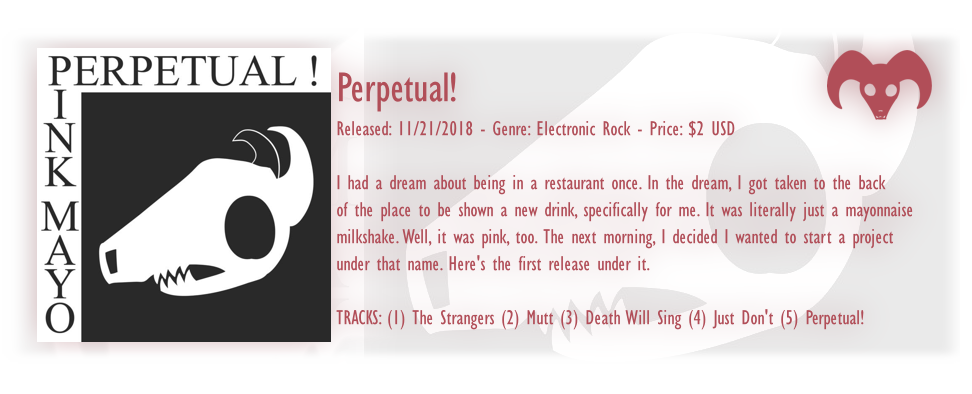 PERPETUAL !
PINK MAYO
Perpetual!
Released: 11/21/2018 - Genre: Electronic Rock - Price: $2 USD
I had a dream about being in a restaurant once. In the dream, I got taken to the back
of the place to be shown a new drink, specifically for me. It was literally just a mayonnaise
milkshake. Well, it was pink, too. The next morning, I decided I wanted to start a project
under that name. Here's the first release under it.
TRACKS: (1) The Strangers (2) Mutt (3) Death Will Sing (4) Just Don't (5) Perpetual!